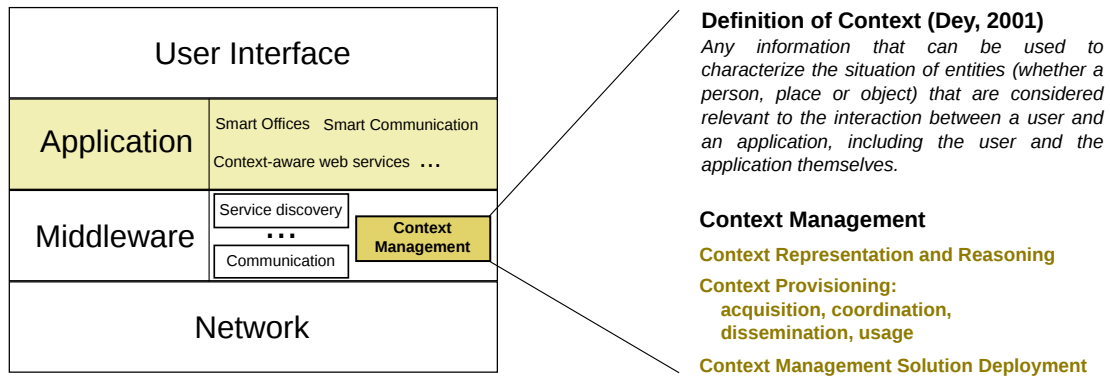 User Interface
Application
Smart Offices Smart Communication
Context-aware web services ...
Middleware
Service discovery
...
Communication
Context
Management
Network
Definition of Context (Dey, 2001)
Any information that can be used to
characterize the situation of entities (whether a
person, place or object) that are considered
relevant to the interaction between a user and
an application, including the user and the
application themselves.
Context Management
Context Representation and Reasoning
Context Provisioning:
acquisition, coordination,
dissemination, usage
Context Management Solution Deployment